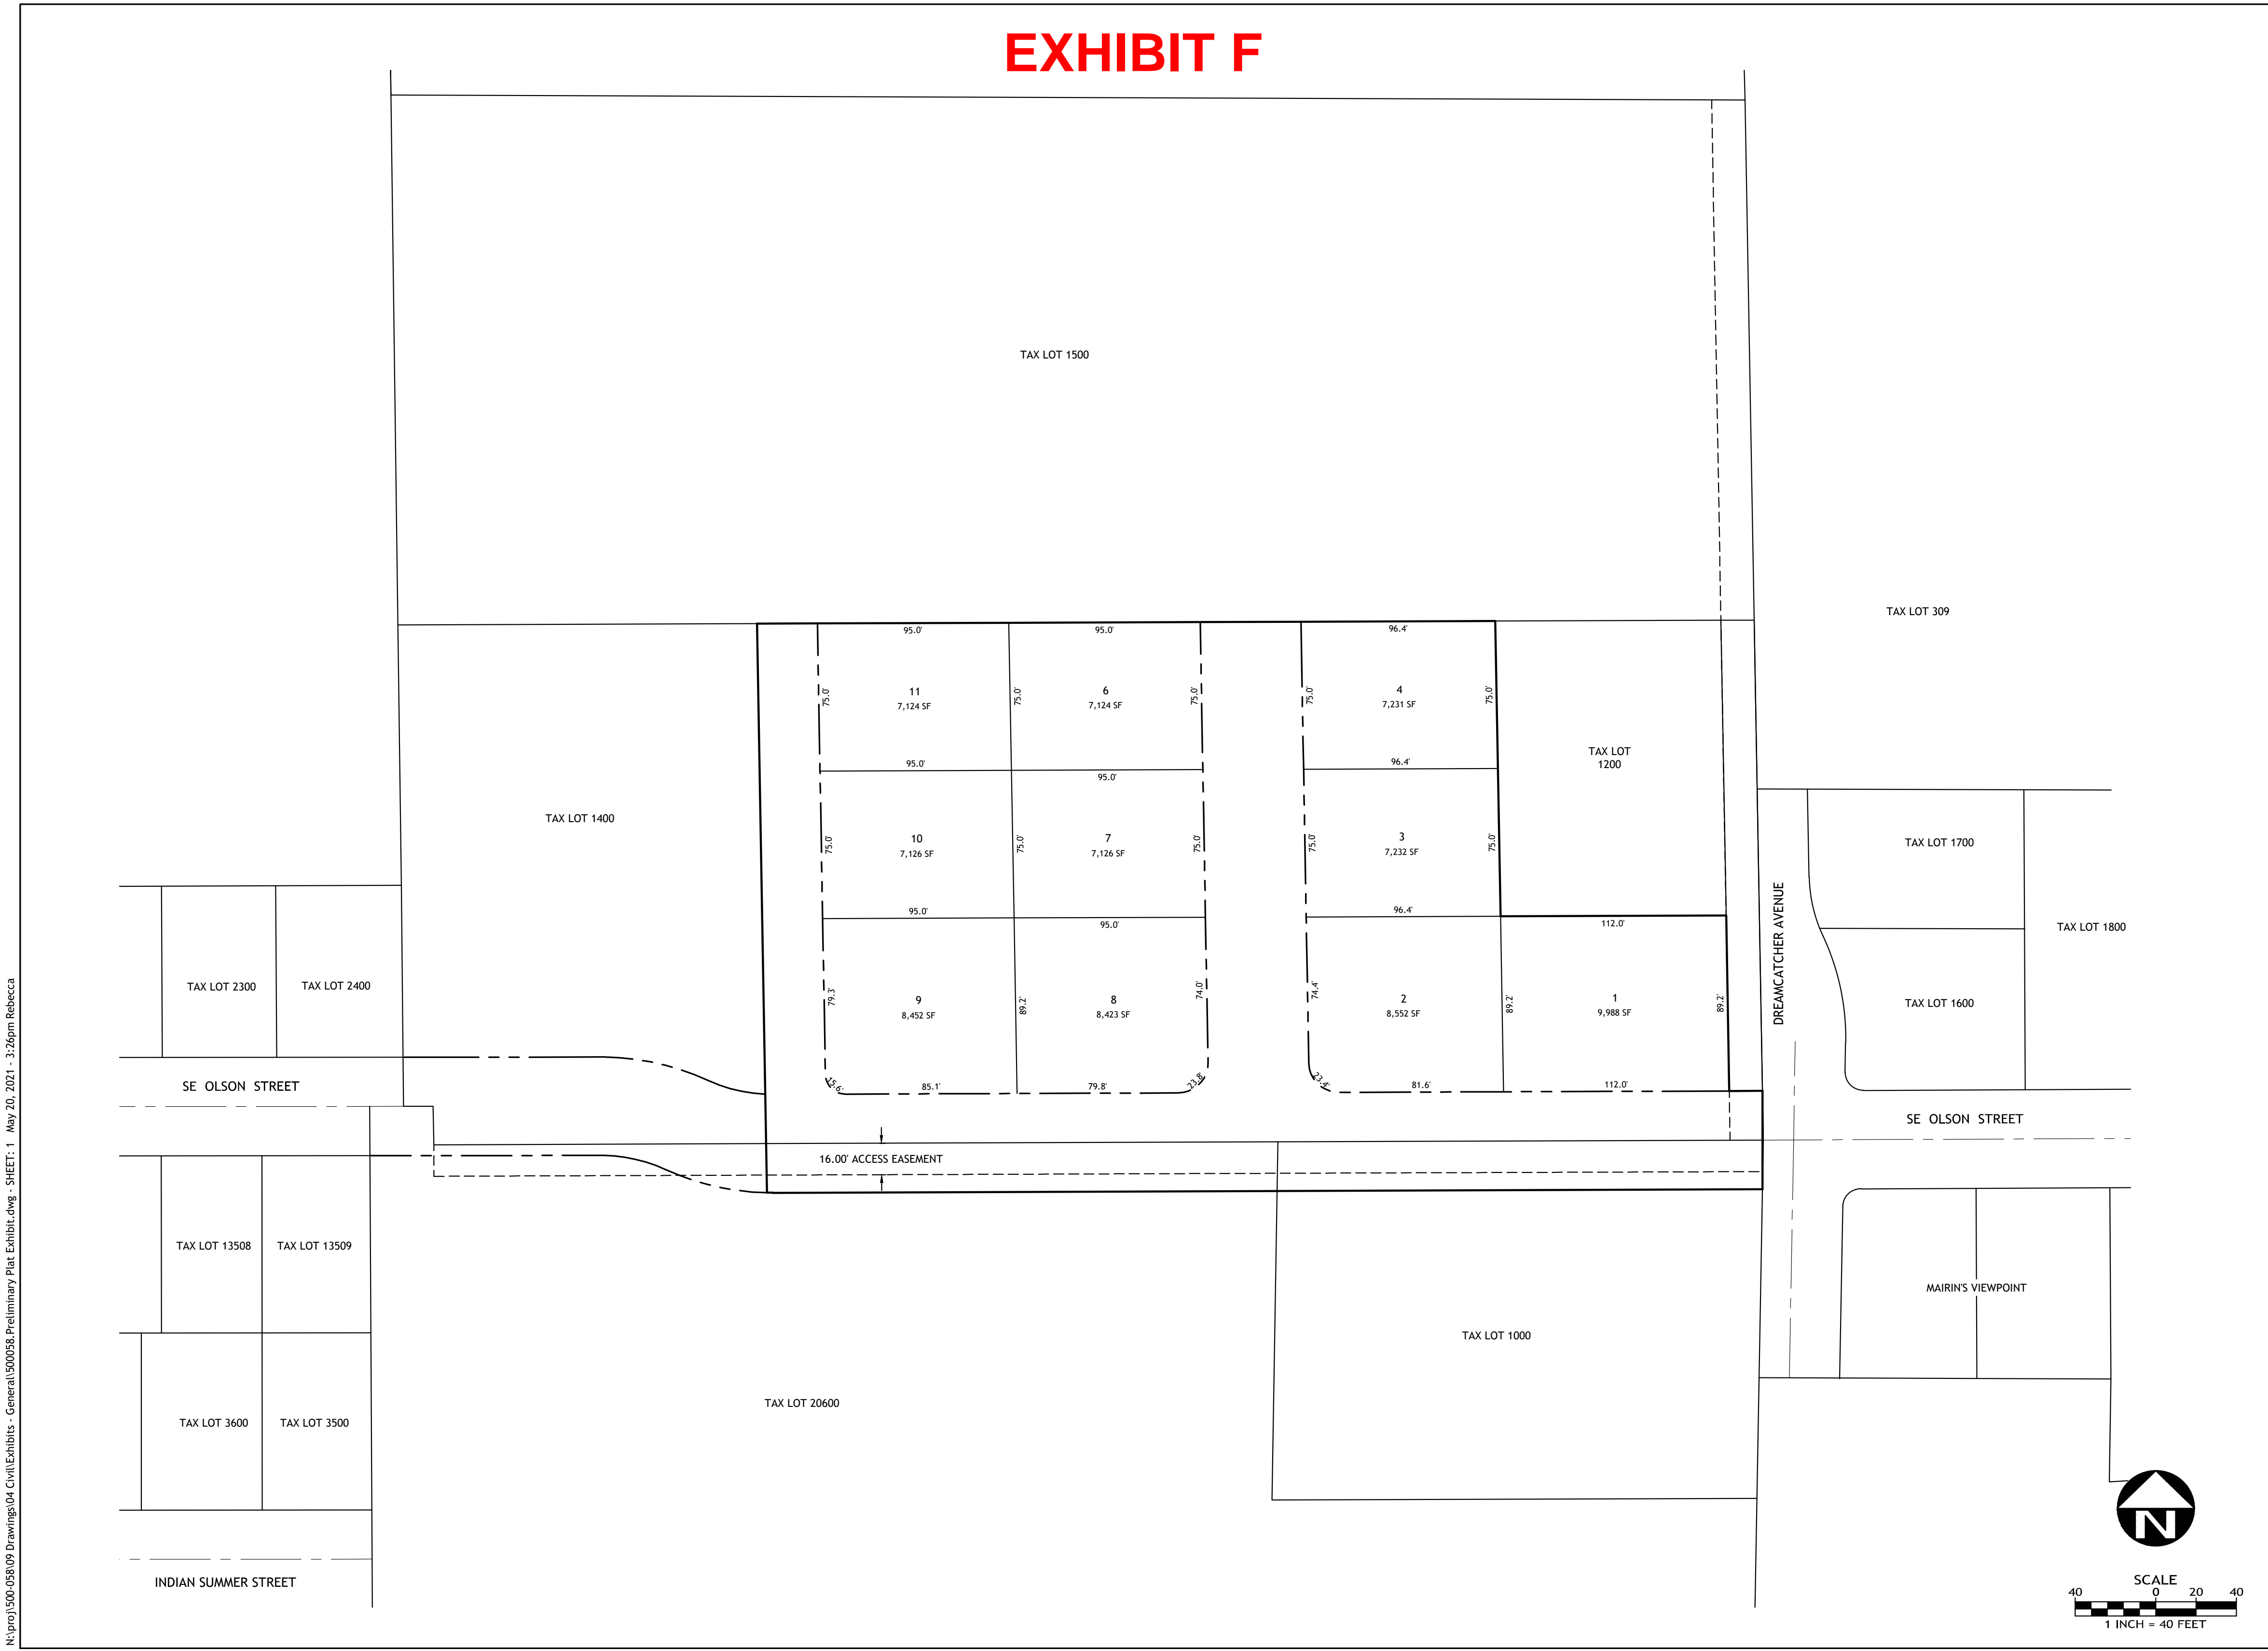 EXHIBIT F
TAX LOT 1500
TAX LOT 309
95.0'
95.0'
96.4'
75.0'
11
7,124 SF
75.0'
6
7,124 SF
75.0'
75.0'
4
7,231 SF
75.0'
95.0'
95.0'
96.4'
TAX LOT
1200
TAX LOT 1400
75.0'
10
7,126 SF
75.0'
7
7,126 SF
75.0'
75.0'
3
7,232 SF
75.0'
95.0'
95.0'
96.4'
112.0'
79.3'
9
8,452 SF
89.2'
8
8,423 SF
74.0'
74.4'
2
8,552 SF
89.2'
1
9,988 SF
89.2'
15.6'
85.1'
79.8'
23.8'
23.4'
81.6'
112.0'
DREAMCATCHER AVENUE
TAX LOT 1700
TAX LOT 1800
TAX LOT 1600
TAX LOT 2300
TAX LOT 2400
SE OLSON STREET
SE OLSON STREET
16.00' ACCESS EASEMENT
TAX LOT 13508
TAX LOT 13509
MAIRIN'S VIEWPOINT
TAX LOT 1000
TAX LOT 20600
TAX LOT 3600
TAX LOT 3500
INDIAN SUMMER STREET
N
SCALE
40 0 20 40
1 INCH = 40 FEET
N:\proj\500-058\09 Drawings\04 Civil\Exhibits - General\500058.Preliminary Plat Exhibit.dwg - SHEET: 1 May 20, 2021 - 3:26pm Rebecca